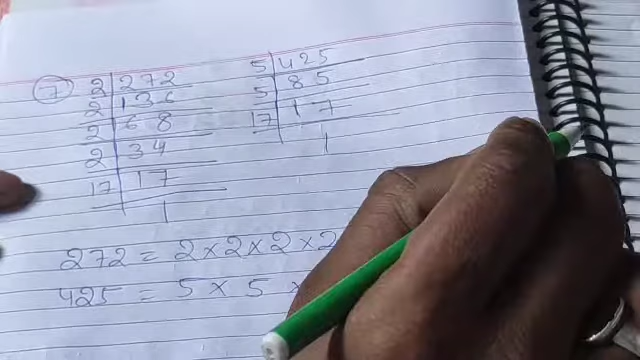 7
2 | 272
2 | 136
2 | 68
2 | 34
17 | 17
1
5 | 425
5 | 85
17 | 17
1
272 = 2 × 2 × 2 × 2
425 = 5 × 5 ×